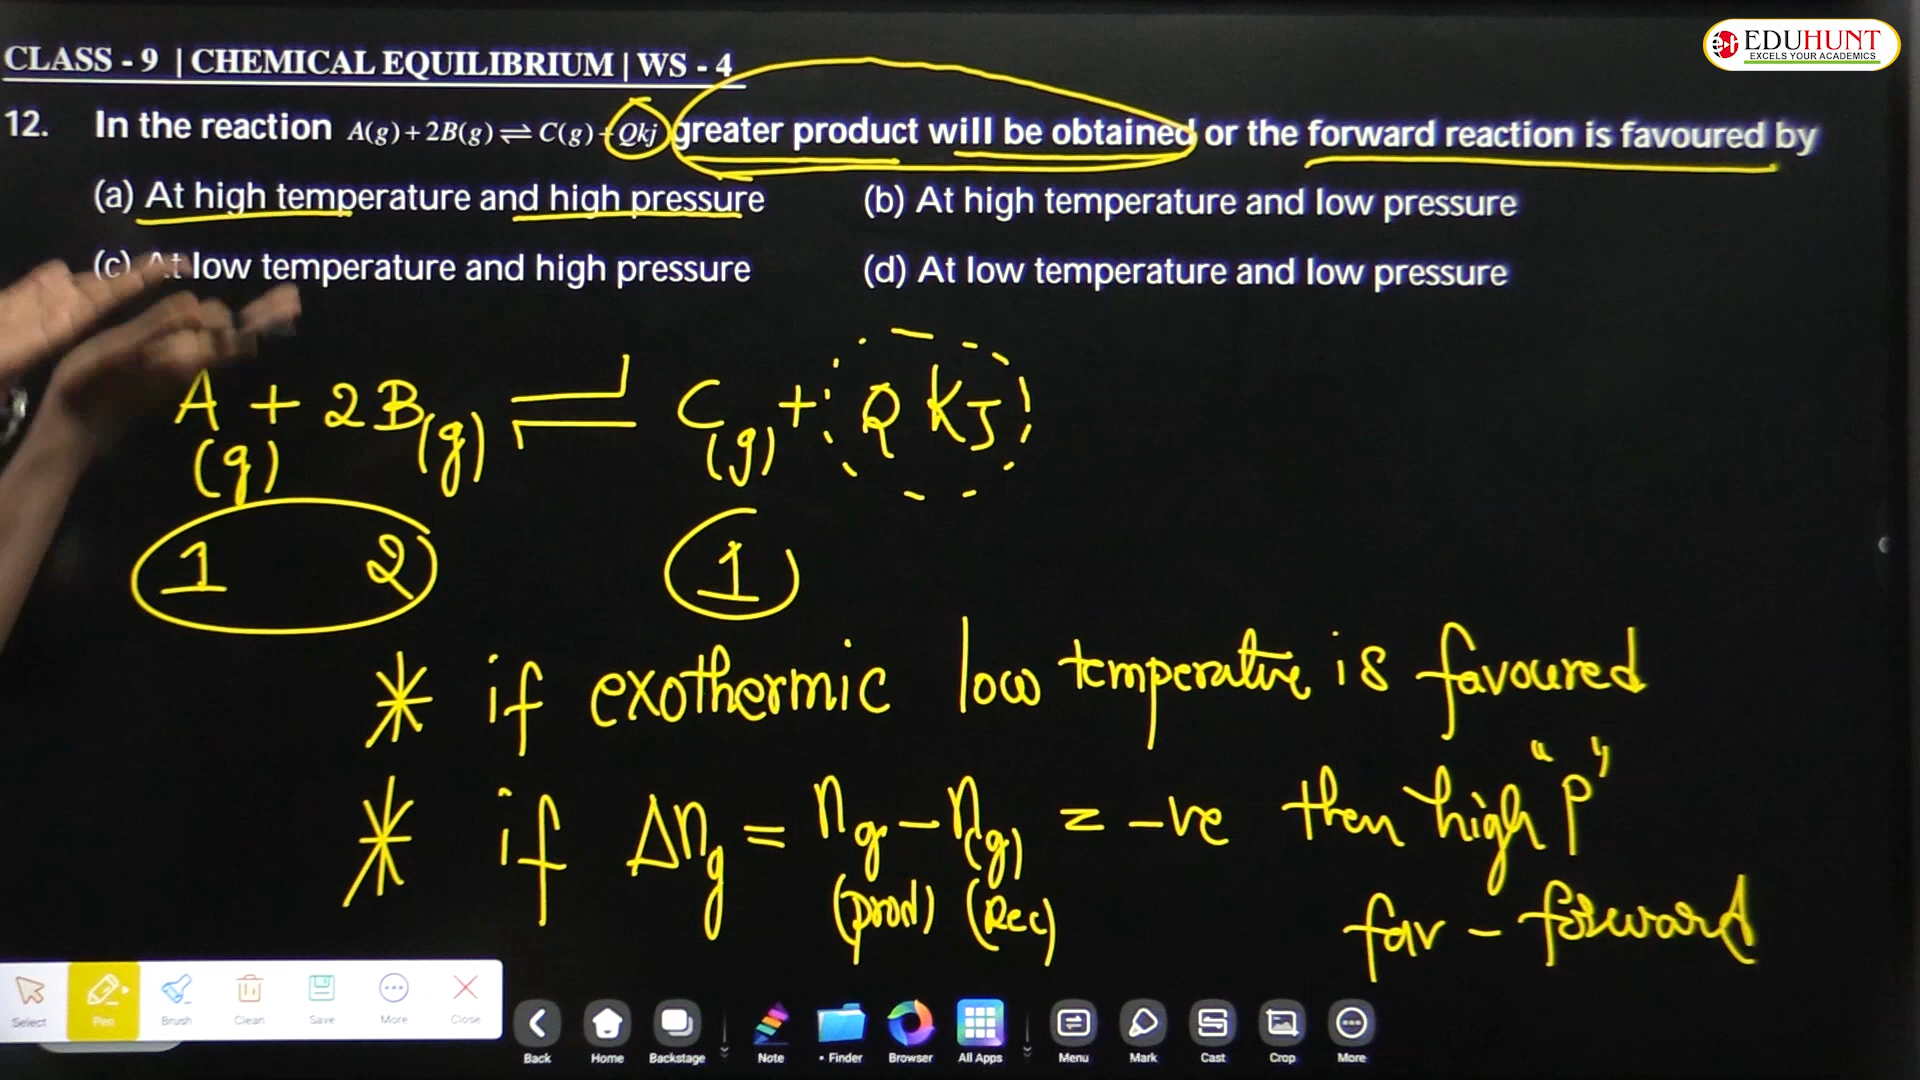 EDUHUNT
EXCELS YOUR ACADEMICS
CLASS - 9 | CHEMICAL EQUILIBRIUM | WS - 4
12. In the reaction A(g)+2B(g)⇌C(g)+Qkj greater product will be obtained or the forward reaction is favoured by
(a) At high temperature and high pressure (b) At high temperature and low pressure
(c) At low temperature and high pressure (d) At low temperature and low pressure
A(g) + 2B(g) ⇌ C(g) + Q KJ
1 2 1
* if exothermic low temperature is favoured
* if Δng = ng - n(g) = -ve then high "P"
(prod) (Rec) fav - forward
Select Pen Brush Clean Save More Close
Back Home Backstage Note • Finder Browser All Apps Menu Mark Cast Crop More